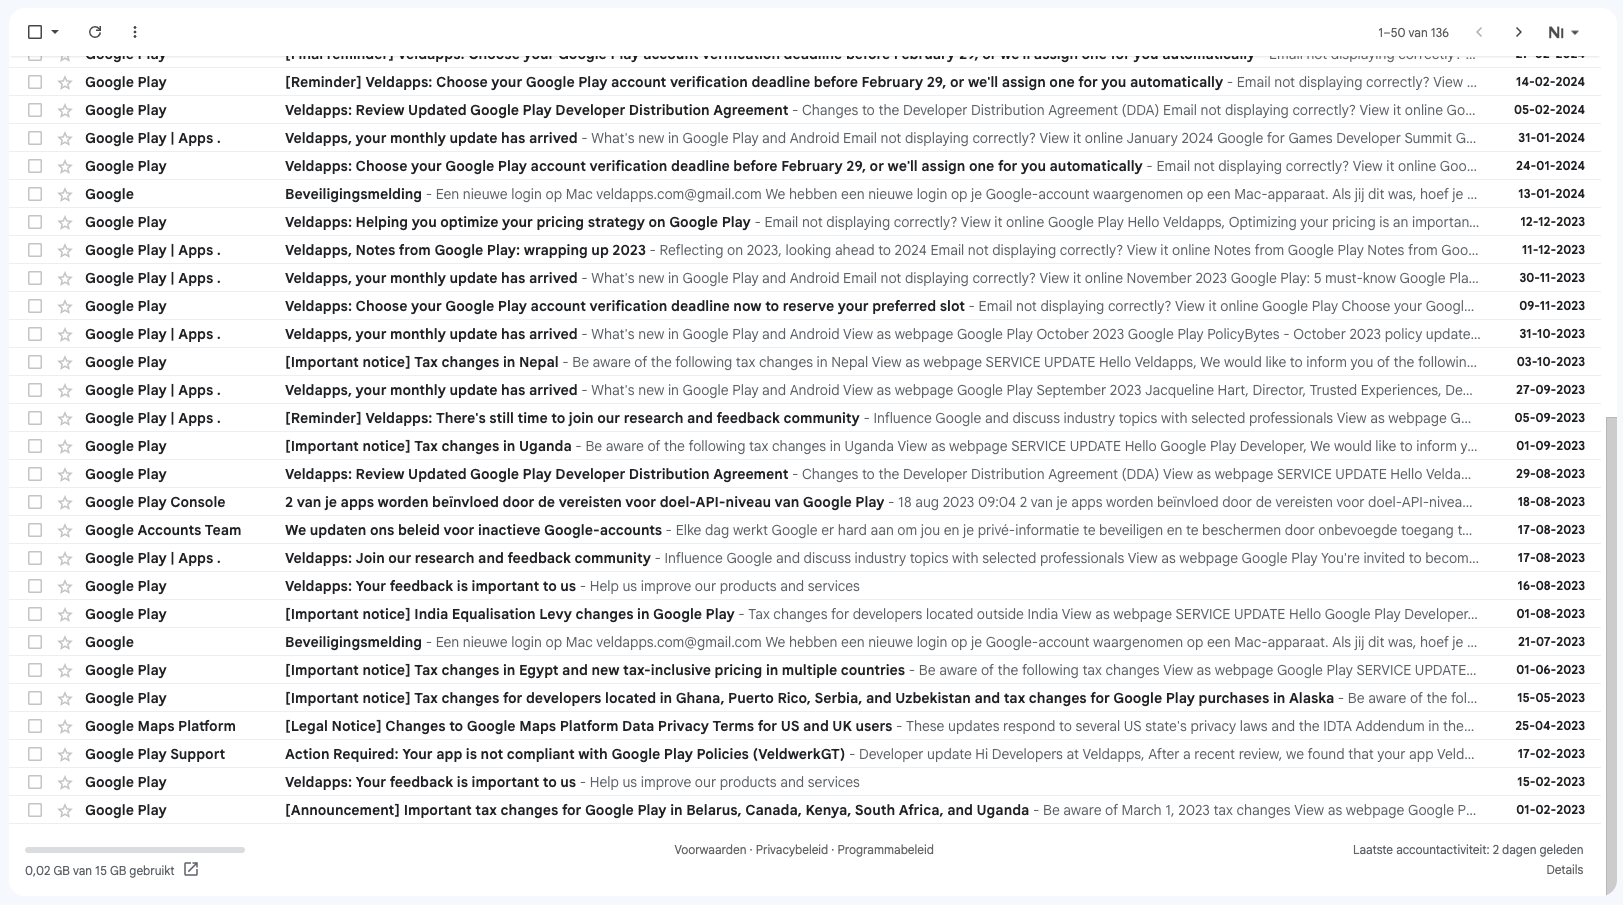 1–50 van 136
Google Play [Final reminder] Veldapps: Choose your Google Play account verification deadline before February 29, or we'll assign one for you automatically - Email not displaying correctly? ... 27-02-2024
Google Play [Reminder] Veldapps: Choose your Google Play account verification deadline before February 29, or we'll assign one for you automatically - Email not displaying correctly? View ... 14-02-2024
Google Play Veldapps: Review Updated Google Play Developer Distribution Agreement - Changes to the Developer Distribution Agreement (DDA) Email not displaying correctly? View it online Go... 05-02-2024
Google Play | Apps . Veldapps, your monthly update has arrived - What's new in Google Play and Android Email not displaying correctly? View it online January 2024 Google for Games Developer Summit G... 31-01-2024
Google Play Veldapps: Choose your Google Play account verification deadline before February 29, or we'll assign one for you automatically - Email not displaying correctly? View it online Goo... 24-01-2024
Google Beveiligingsmelding - Een nieuwe login op Mac veldapps.com@gmail.com We hebben een nieuwe login op je Google-account waargenomen op een Mac-apparaat. Als jij dit was, hoef je ... 13-01-2024
Google Play Veldapps: Helping you optimize your pricing strategy on Google Play - Email not displaying correctly? View it online Google Play Hello Veldapps, Optimizing your pricing is an importan... 12-12-2023
Google Play | Apps . Veldapps, Notes from Google Play: wrapping up 2023 - Reflecting on 2023, looking ahead to 2024 Email not displaying correctly? View it online Notes from Google Play Notes from Goo... 11-12-2023
Google Play | Apps . Veldapps, your monthly update has arrived - What's new in Google Play and Android Email not displaying correctly? View it online November 2023 Google Play: 5 must-know Google Pla... 30-11-2023
Google Play Veldapps: Choose your Google Play account verification deadline now to reserve your preferred slot - Email not displaying correctly? View it online Google Play Choose your Googl... 09-11-2023
Google Play | Apps . Veldapps, your monthly update has arrived - What's new in Google Play and Android View as webpage Google Play October 2023 Google Play PolicyBytes - October 2023 policy update... 31-10-2023
Google Play [Important notice] Tax changes in Nepal - Be aware of the following tax changes in Nepal View as webpage SERVICE UPDATE Hello Veldapps, We would like to inform you of the followin... 03-10-2023
Google Play | Apps . Veldapps, your monthly update has arrived - What's new in Google Play and Android View as webpage Google Play September 2023 Jacqueline Hart, Director, Trusted Experiences, De... 27-09-2023
Google Play | Apps . [Reminder] Veldapps: There's still time to join our research and feedback community - Influence Google and discuss industry topics with selected professionals View as webpage G... 05-09-2023
Google Play [Important notice] Tax changes in Uganda - Be aware of the following tax changes in Uganda View as webpage SERVICE UPDATE Hello Google Play Developer, We would like to inform y... 01-09-2023
Google Play Veldapps: Review Updated Google Play Developer Distribution Agreement - Changes to the Developer Distribution Agreement (DDA) View as webpage SERVICE UPDATE Hello Velda... 29-08-2023
Google Play Console 2 van je apps worden beïnvloed door de vereisten voor doel-API-niveau van Google Play - 18 aug 2023 09:04 2 van je apps worden beïnvloed door de vereisten voor doel-API-nivea... 18-08-2023
Google Accounts Team We updaten ons beleid voor inactieve Google-accounts - Elke dag werkt Google er hard aan om jou en je privé-informatie te beveiligen en te beschermen door onbevoegde toegang t... 17-08-2023
Google Play | Apps . Veldapps: Join our research and feedback community - Influence Google and discuss industry topics with selected professionals View as webpage Google Play You're invited to becom... 17-08-2023
Google Play Veldapps: Your feedback is important to us - Help us improve our products and services 16-08-2023
Google Play [Important notice] India Equalisation Levy changes in Google Play - Tax changes for developers located outside India View as webpage SERVICE UPDATE Hello Google Play Developer... 01-08-2023
Google Beveiligingsmelding - Een nieuwe login op Mac veldapps.com@gmail.com We hebben een nieuwe login op je Google-account waargenomen op een Mac-apparaat. Als jij dit was, hoef je ... 21-07-2023
Google Play [Important notice] Tax changes in Egypt and new tax-inclusive pricing in multiple countries - Be aware of the following tax changes View as webpage Google Play SERVICE UPDATE... 01-06-2023
Google Play [Important notice] Tax changes for developers located in Ghana, Puerto Rico, Serbia, and Uzbekistan and tax changes for Google Play purchases in Alaska - Be aware of the fol... 15-05-2023
Google Maps Platform [Legal Notice] Changes to Google Maps Platform Data Privacy Terms for US and UK users - These updates respond to several US state's privacy laws and the IDTA Addendum in the... 25-04-2023
Google Play Support Action Required: Your app is not compliant with Google Play Policies (VeldwerkGT) - Developer update Hi Developers at Veldapps, After a recent review, we found that your app Veld... 17-02-2023
Google Play Veldapps: Your feedback is important to us - Help us improve our products and services 15-02-2023
Google Play [Announcement] Important tax changes for Google Play in Belarus, Canada, Kenya, South Africa, and Uganda - Be aware of March 1, 2023 tax changes View as webpage Google P... 01-02-2023
Voorwaarden · Privacybeleid · Programmabeleid
Laatste accountactiviteit: 2 dagen geleden
0,02 GB van 15 GB gebruikt
Details